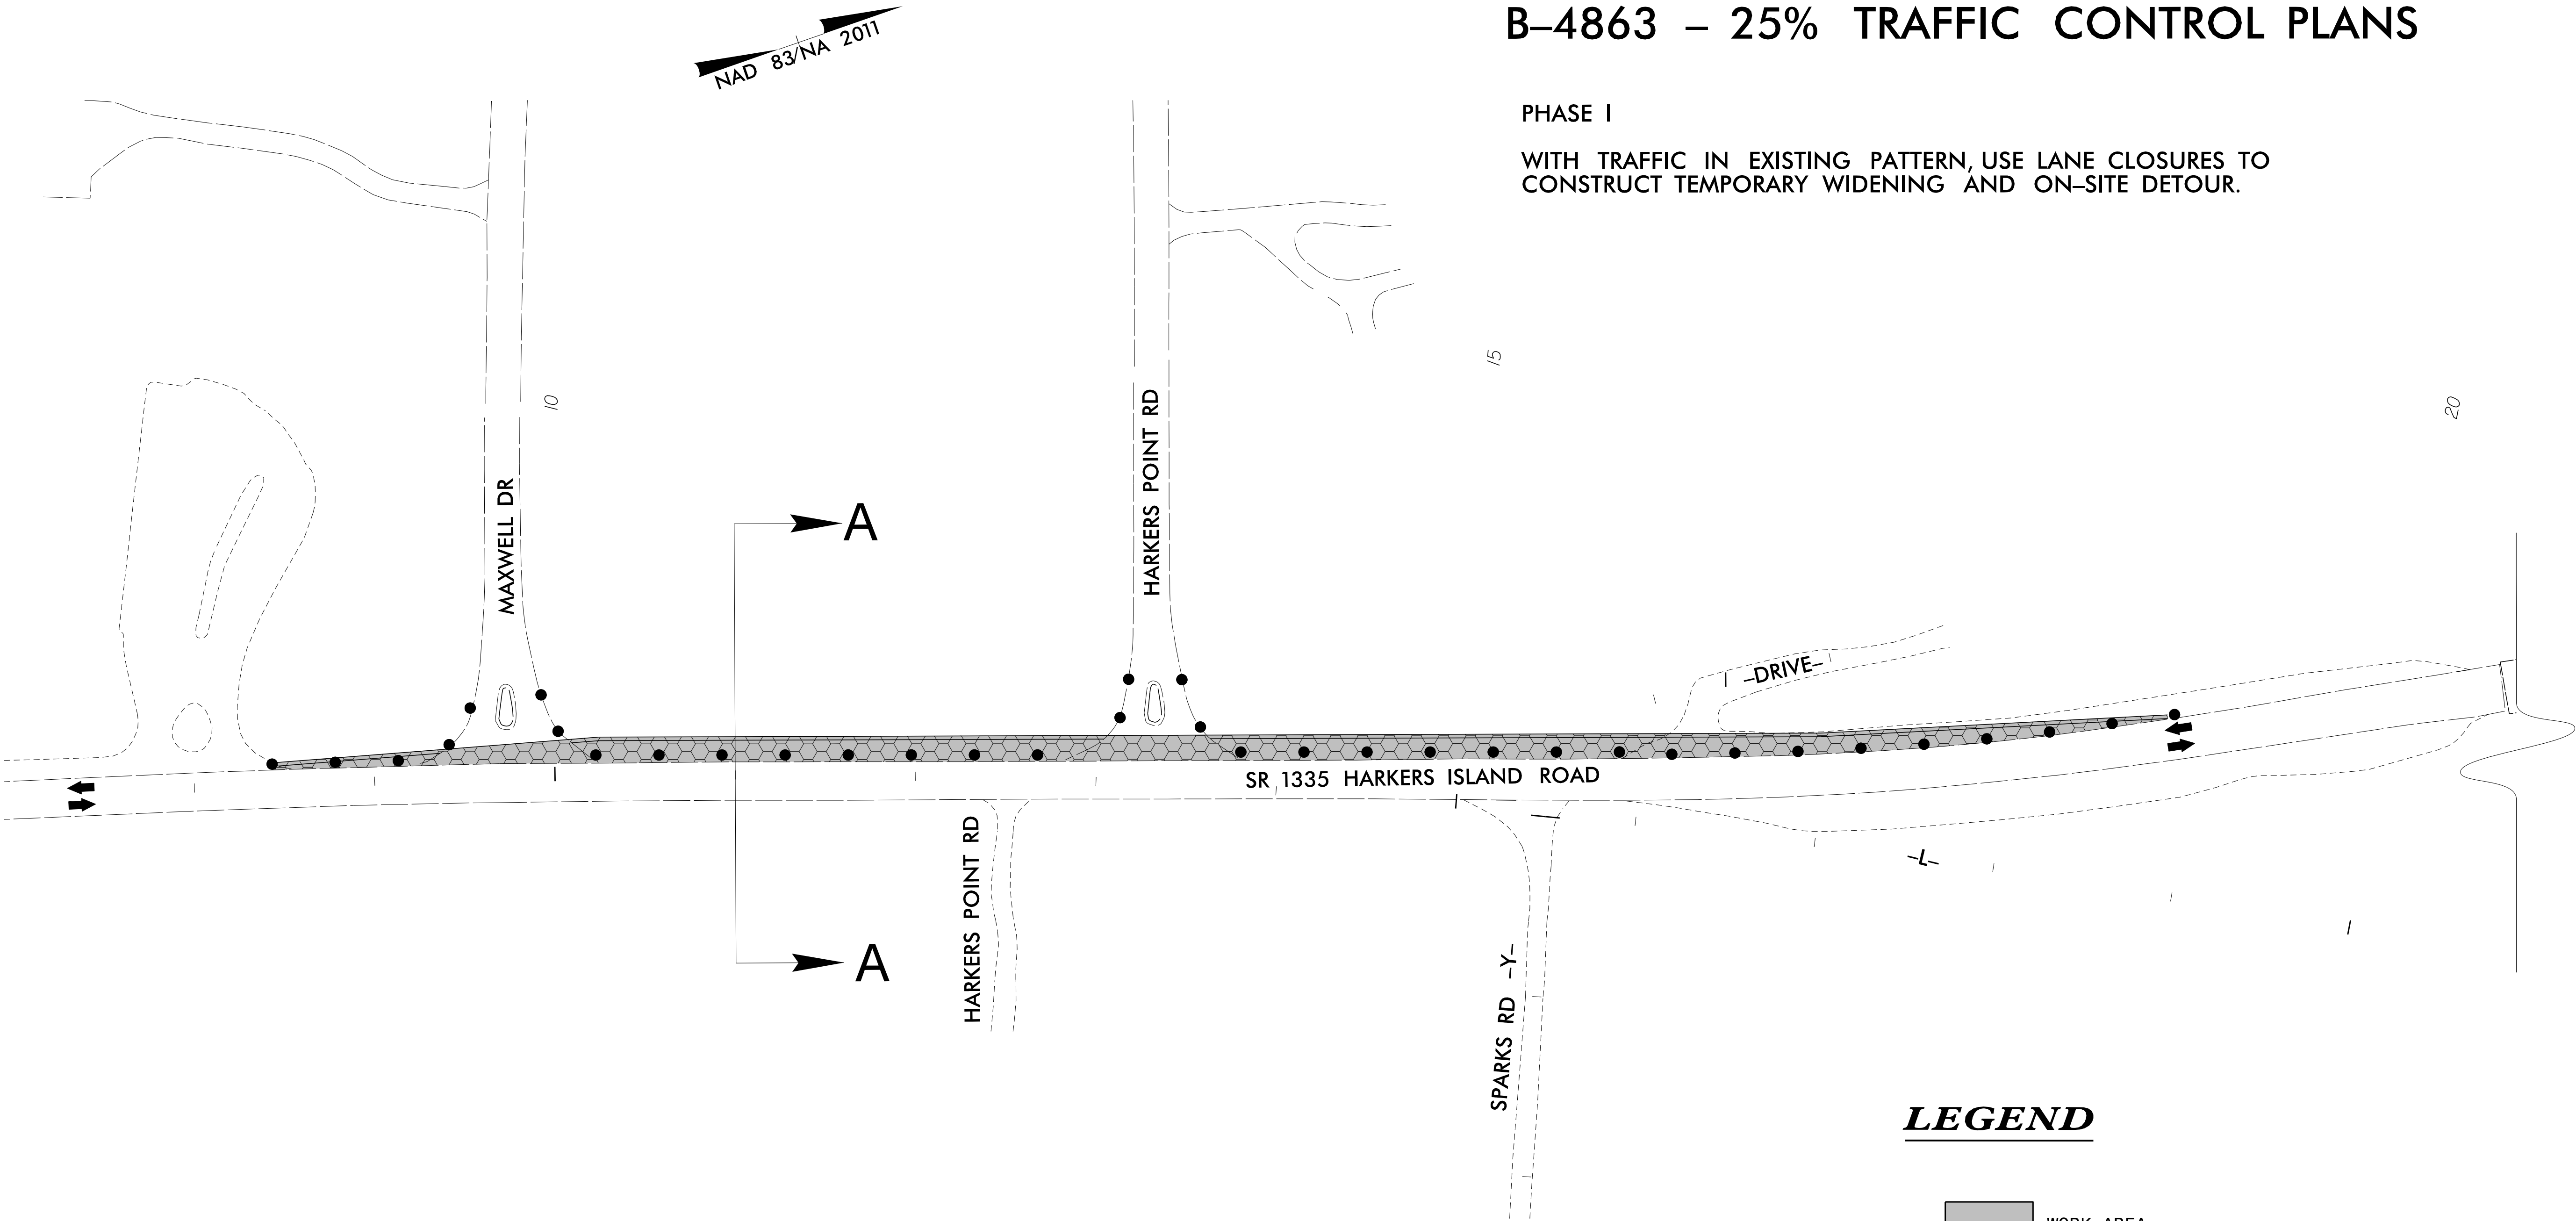 B–4863 – 25% TRAFFIC CONTROL PLANS
NAD 83/NA 2011
PHASE I
WITH TRAFFIC IN EXISTING PATTERN, USE LANE CLOSURES TO
CONSTRUCT TEMPORARY WIDENING AND ON–SITE DETOUR.
15
10
20
MAXWELL DR
HARKERS POINT RD
A
–DRIVE–
SR 1335 HARKERS ISLAND ROAD
HARKERS POINT RD
–L–
A
SPARKS RD –Y–
LEGEND
WORK AREA